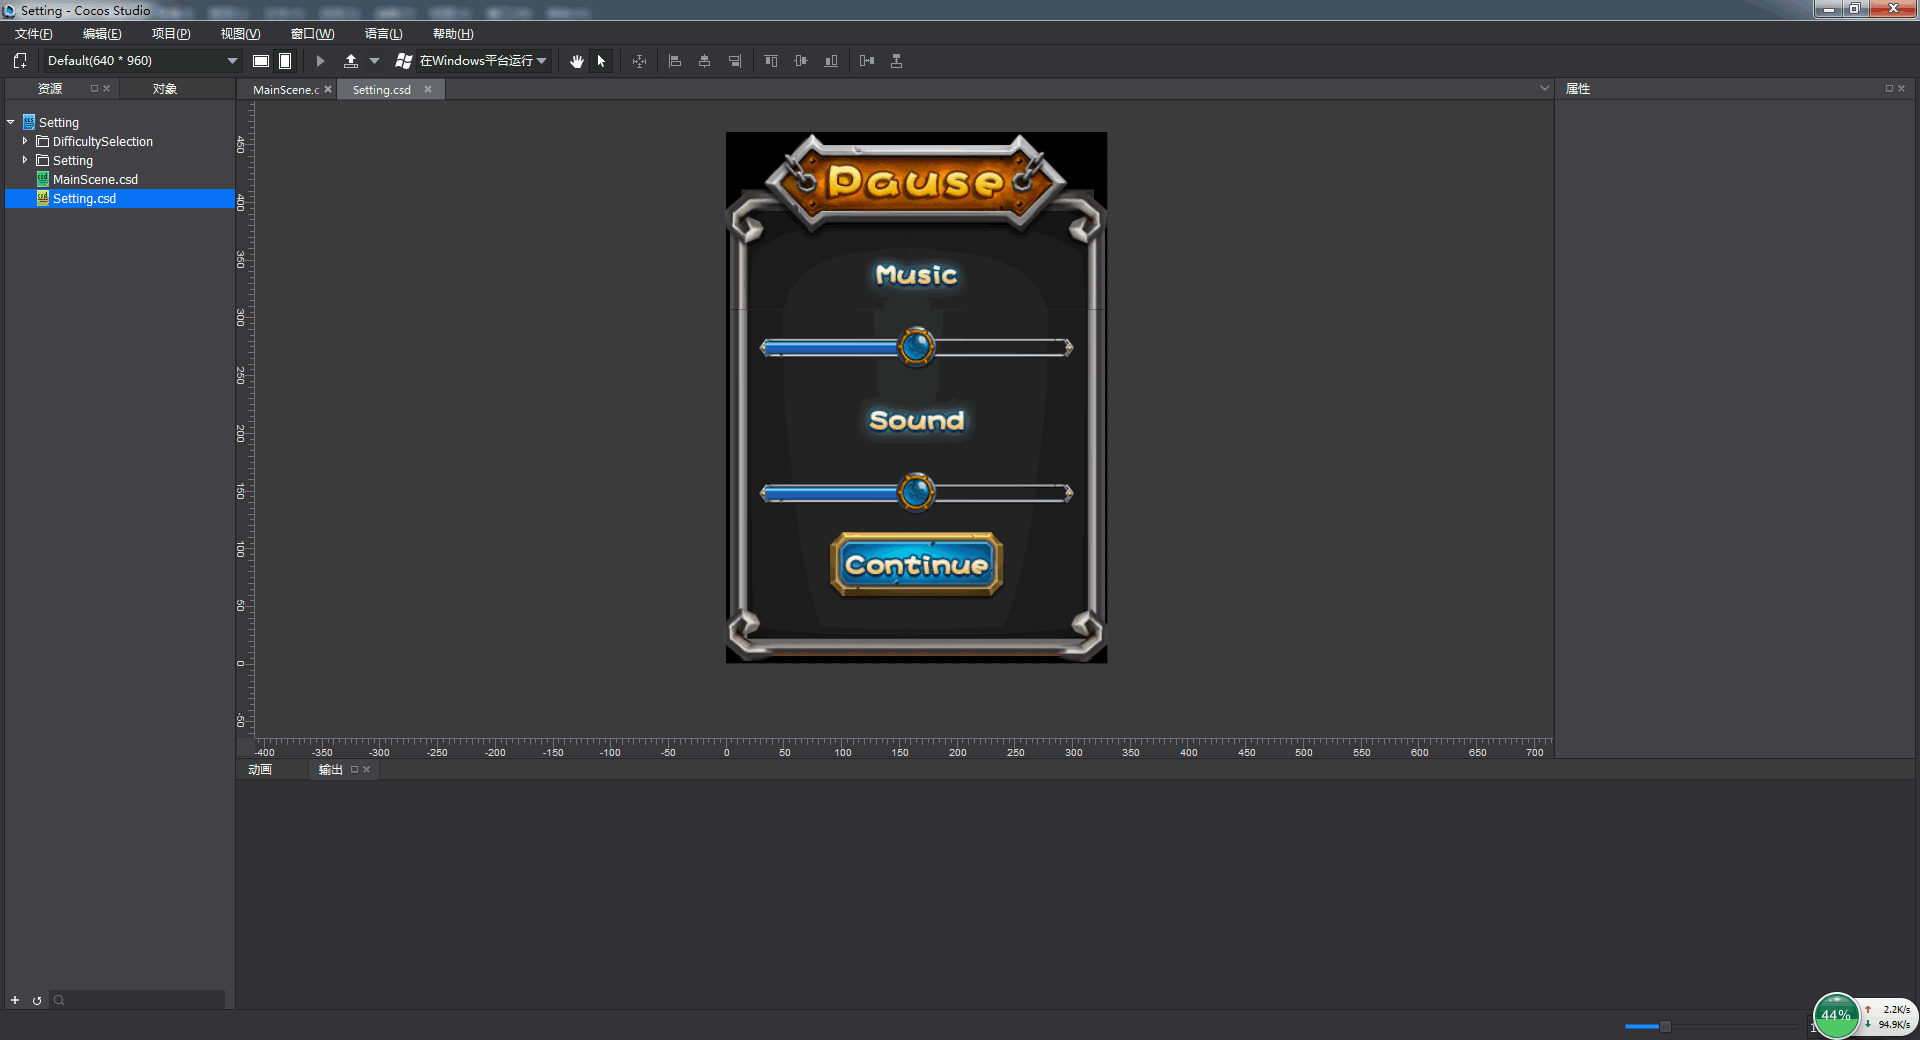 Setting - Cocos Studio
文件(F) 编辑(E) 项目(P) 视图(V) 窗口(W) 语言(L) 帮助(H)
Default(640 * 960) 在Windows平台运行
资源 对象 MainScene.c Setting.csd 属性
Setting
DifficultySelection
Setting
MainScene.csd
Setting.csd
Pause
Music
Sound
Continue
450
400
350
300
250
200
150
100
50
0
-50
-400 -350 -300 -250 -200 -150 -100 -50 0 50 100 150 200 250 300 350 400 450 500 550 600 650 700
动画 输出
44% 2.2K/s
94.9K/s